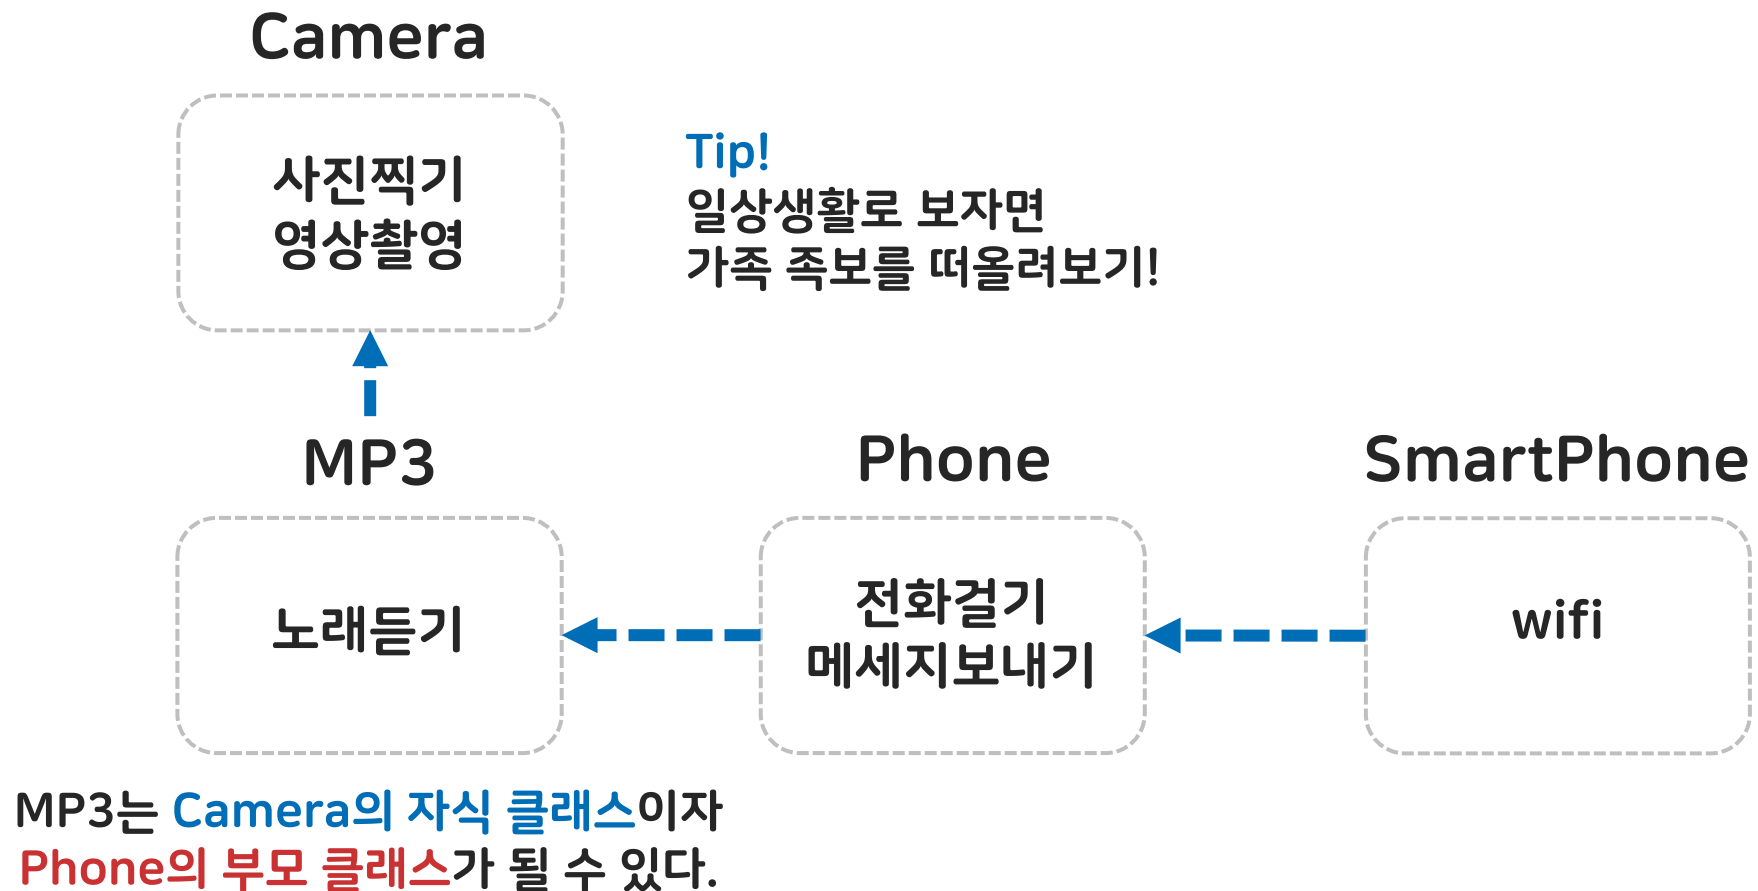 Camera
사진찍기
영상촬영
Tip!
일상생활로 보자면
가족 족보를 떠올려보기!
MP3
노래듣기
Phone
전화걸기
메세지보내기
SmartPhone
wifi
MP3는 Camera의 자식 클래스이자
Phone의 부모 클래스가 될 수 있다.